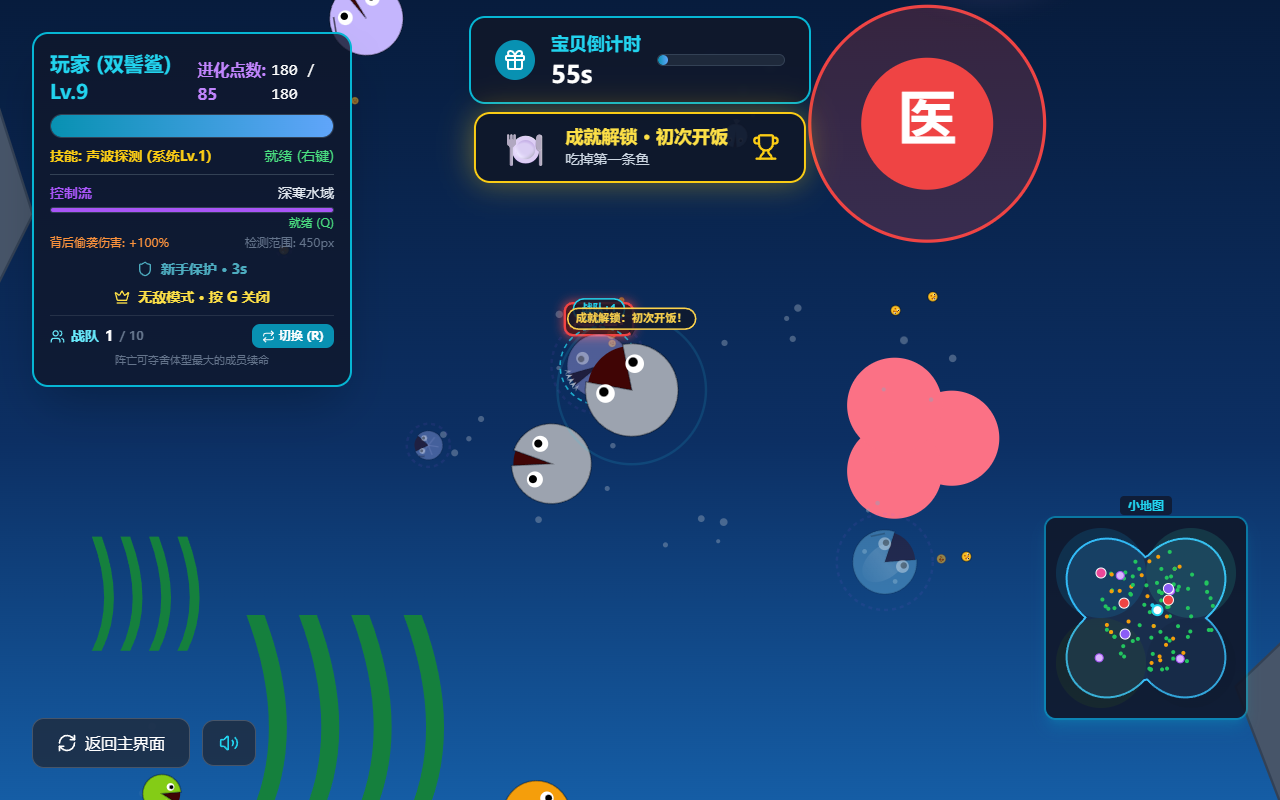 玩家 (双髻鲨)
Lv.9
进化点数: 180 /
85 180
技能: 声波探测 (系统Lv.1)
就绪 (右键)
控制流
深寒水域
就绪 (Q)
背后偷袭伤害: +100%
检测范围: 450px
新手保护 • 3s
无敌模式 • 按 G 关闭
战队 1 / 10
切换 (R)
阵亡可夺舍体型最大的成员续命
宝贝倒计时
55s
成就解锁 • 初次开饭
吃掉第一条鱼
医
成就解锁：初次开饭！
小地图
返回主界面